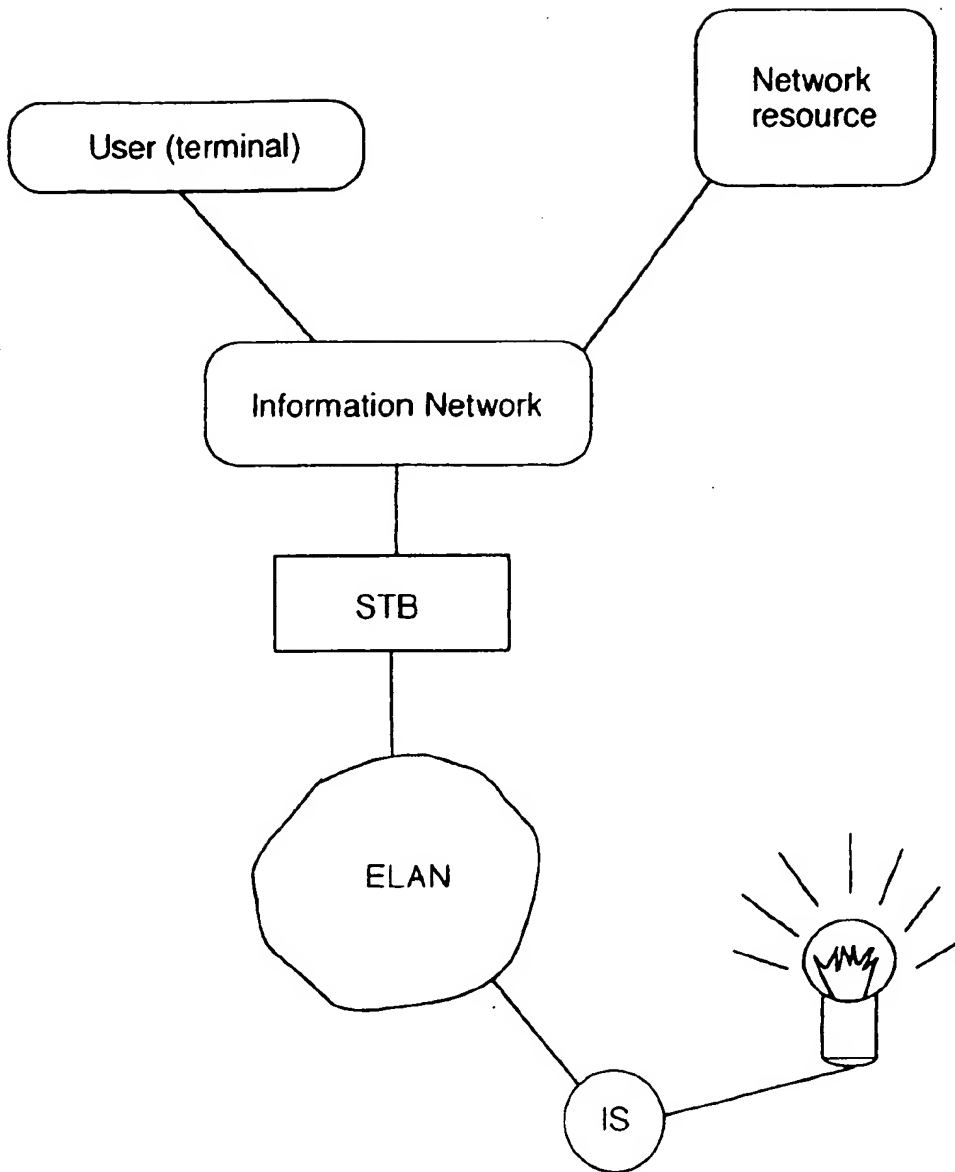 User (terminal)
Network
resource
Information Network
STB
ELAN
IS